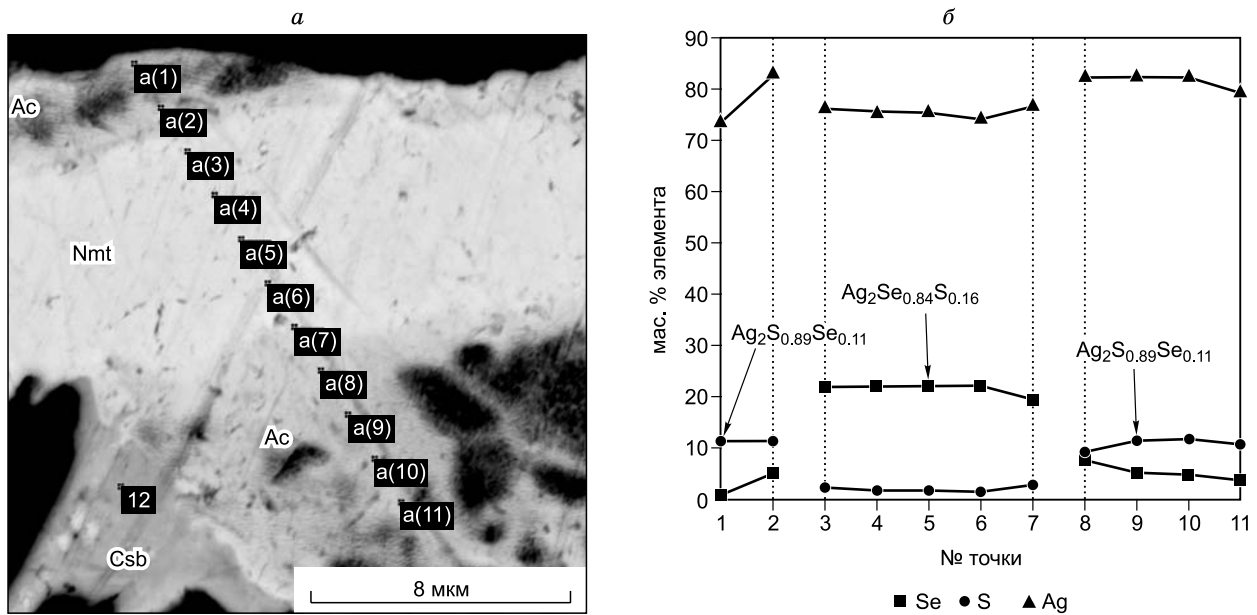 а
Ac
a(1)
a(2)
a(3)
a(4)
Nmt
a(5)
a(6)
a(7)
a(8)
a(9)
Ac
a(10)
12
a(11)
Csb
8 мкм
б
мас. % элемента
90
80
70
60
50
40
30
20
10
0
Ag₂S₀.₈₉Se₀.₁₁
Ag₂Se₀.₈₄S₀.₁₆
Ag₂S₀.₈₉Se₀.₁₁
1 2 3 4 5 6 7 8 9 10 11
№ точки
Se S Ag